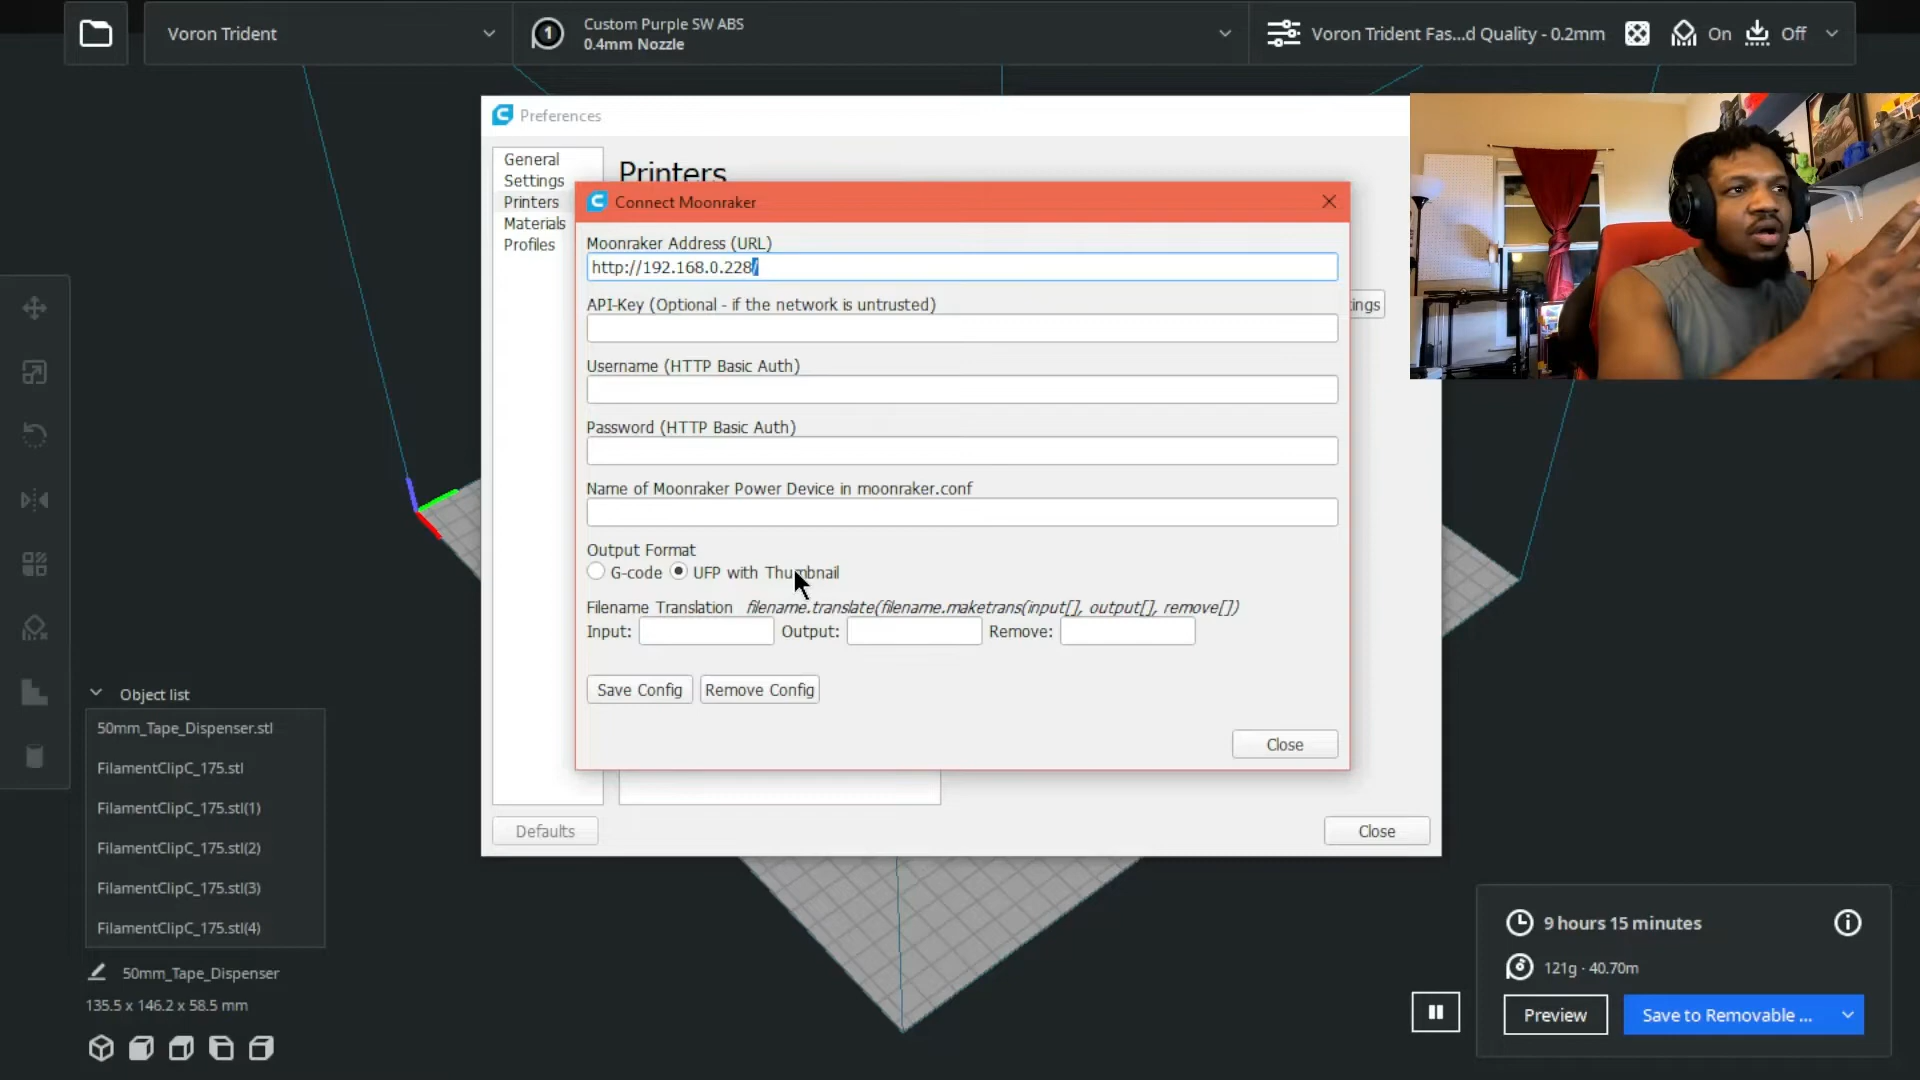 Voron Trident
1
Custom Purple SW ABS
0.4mm Nozzle
Voron Trident Fas...d Quality - 0.2mm
On
Off
Preferences
General
Settings
Printers
Materials
Profiles
Printers
Connect Moonraker
Moonraker Address (URL)
http://192.168.0.228/
API-Key (Optional - if the network is untrusted)
ings
Username (HTTP Basic Auth)
Password (HTTP Basic Auth)
Name of Moonraker Power Device in moonraker.conf
Output Format
G-code
UFP with Thumbnail
Filename Translation filename.translate(filename.maketrans(input[], output[], remove[])
Input:
Output:
Remove:
Save Config
Remove Config
Close
Defaults
Close
Object list
50mm_Tape_Dispenser.stl
FilamentClipC_175.stl
FilamentClipC_175.stl(1)
FilamentClipC_175.stl(2)
FilamentClipC_175.stl(3)
FilamentClipC_175.stl(4)
50mm_Tape_Dispenser
135.5 x 146.2 x 58.5 mm
9 hours 15 minutes
121g · 40.70m
Preview
Save to Removable ...